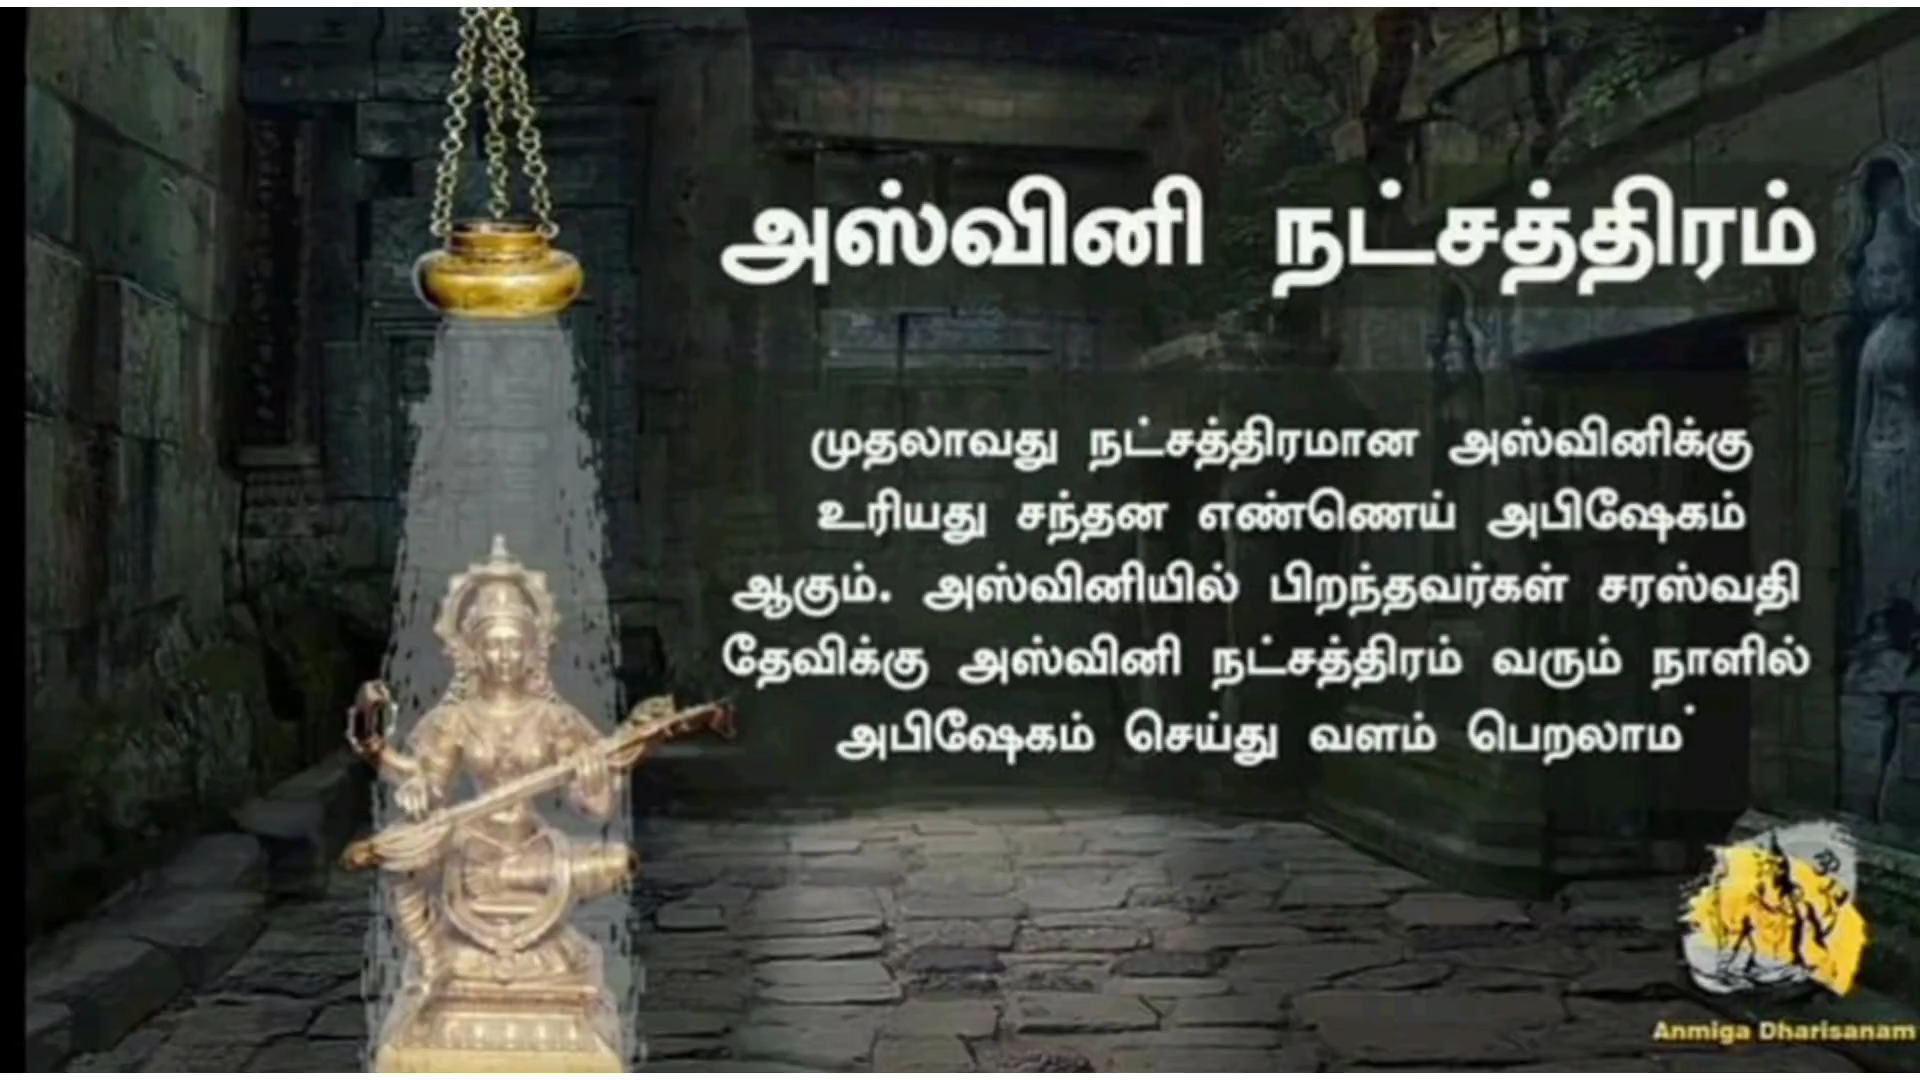 அஸ்வினி நட்சத்திரம்
முதலாவது நட்சத்திரமான அஸ்வினிக்கு
உரியது சந்தன எண்ணெய் அபிஷேகம்
ஆகும். அஸ்வினியில் பிறந்தவர்கள் சரஸ்வதி
தேவிக்கு அஸ்வினி நட்சத்திரம் வரும் நாளில்
அபிஷேகம் செய்து வளம் பெறலாம்
Anmiga Dharisanam